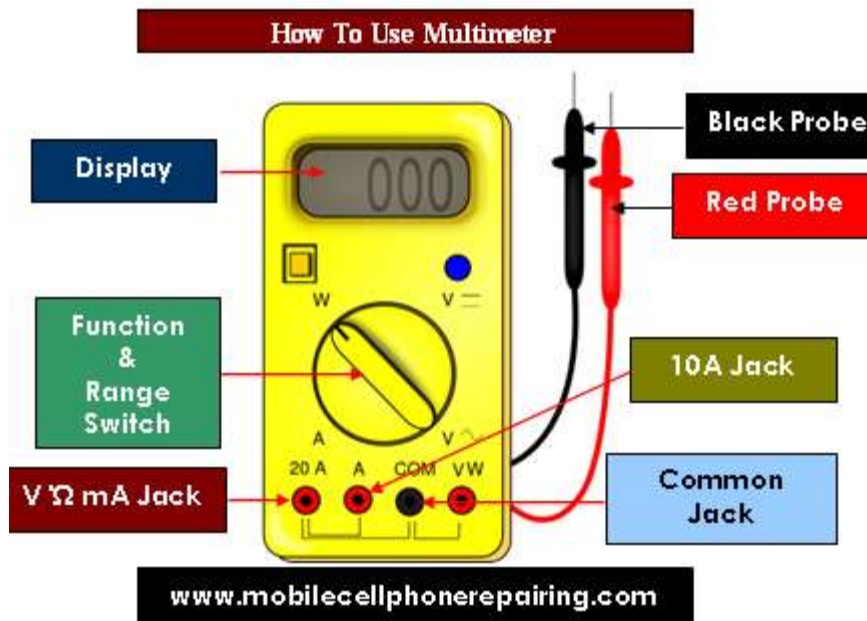 How To Use Multimeter
Black Probe
Display
000
Red Probe
W
V
Function
&
Range
Switch
10A Jack
A
V
20 A A COM V W
V Ω mA Jack
Common
Jack
www.mobilecellphonerepairing.com